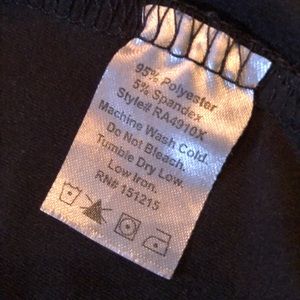 95% Polyester
5% Spandex
Style# RA4910X
Machine Wash Cold.
Do Not Bleach.
Tumble Dry Low.
Low Iron.
RN# 151215